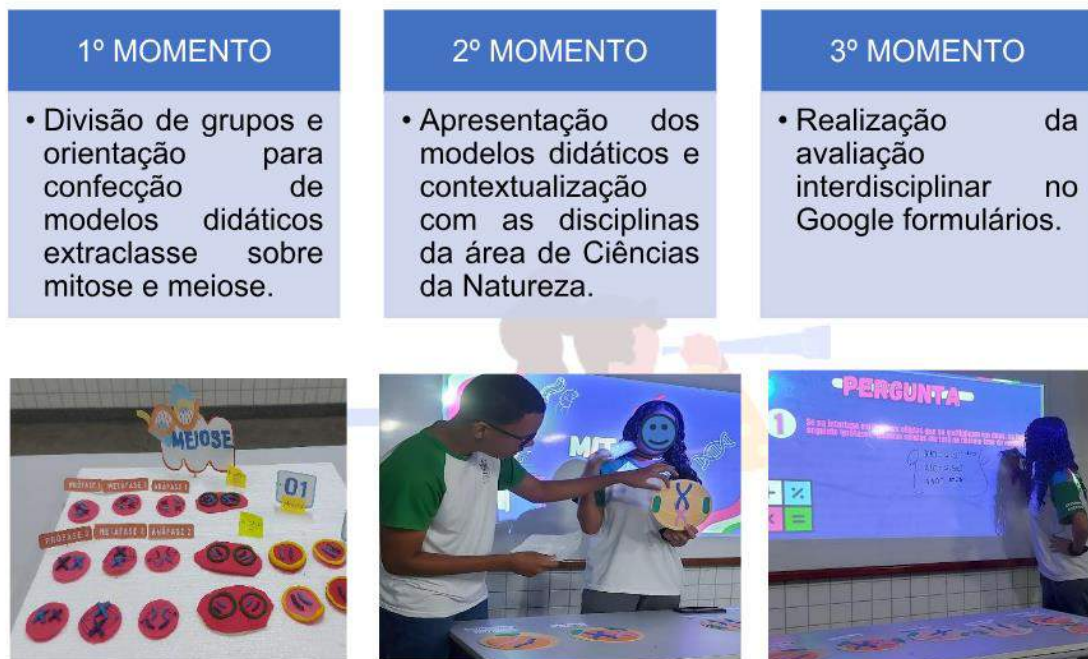 1º MOMENTO
• Divisão de grupos e
orientação para
confecção de
modelos didáticos
extraclasse sobre
mitose e meiose.
2º MOMENTO
• Apresentação dos
modelos didáticos e
contextualização
com as disciplinas
da área de Ciências
da Natureza.
3º MOMENTO
• Realização da
avaliação
interdisciplinar no
Google formulários.
MEIOSE
PRÓFASE 1 METÁFASE 1 ANÁFASE 1
01
PRÓFASE 2 METÁFASE 2 ANÁFASE 2
MIT
PERGUNTA
1